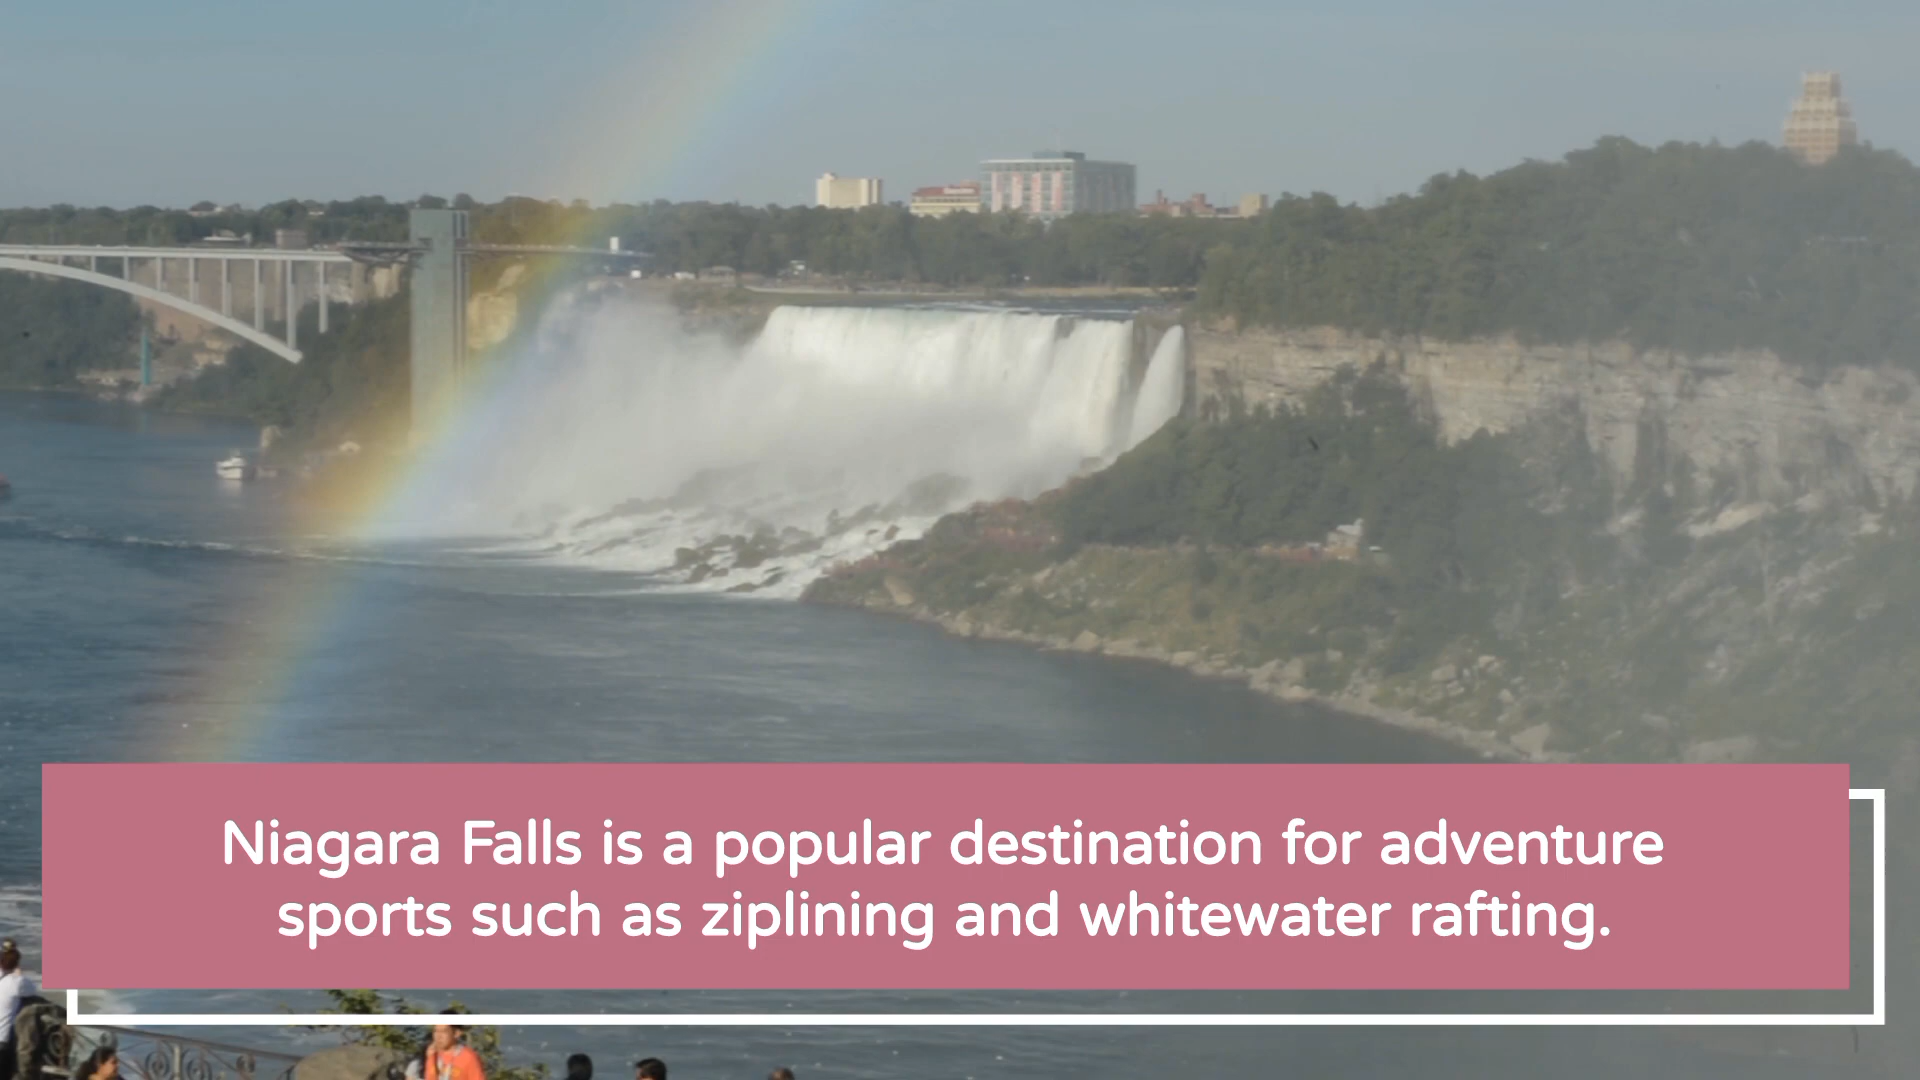 Niagara Falls is a popular destination for adventure
sports such as ziplining and whitewater rafting.